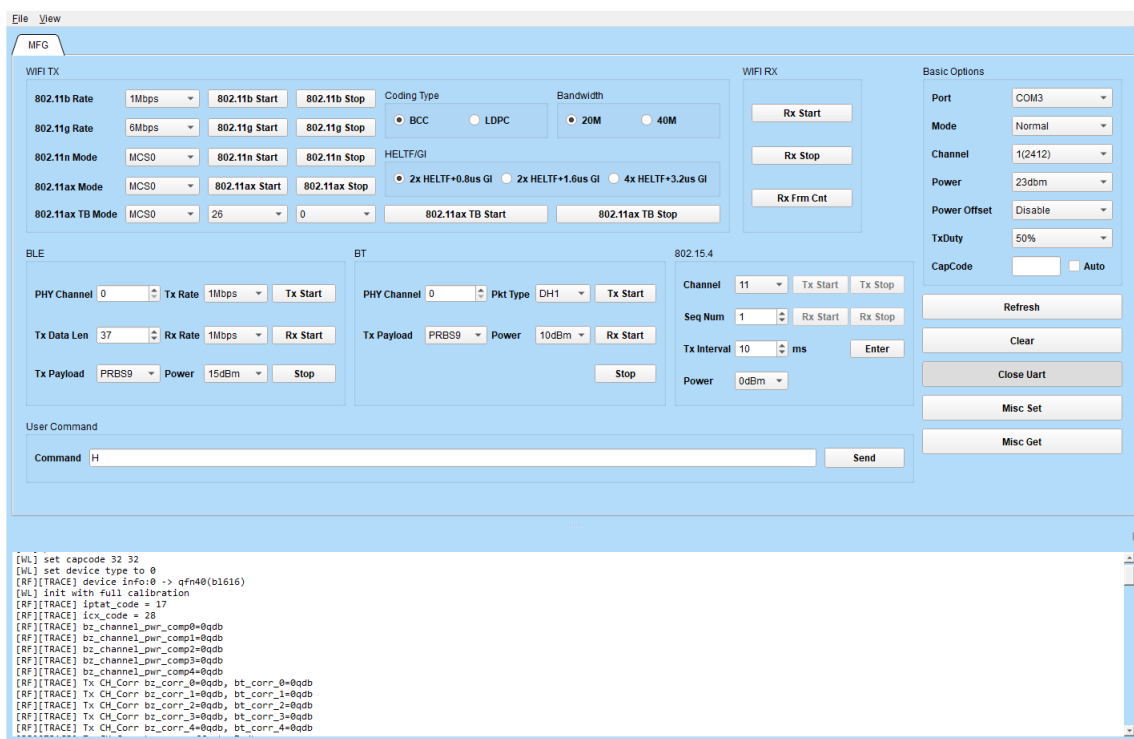 File View
MFG
WIFI TX
802.11b Rate 1Mbps 802.11b Start 802.11b Stop
802.11g Rate 6Mbps 802.11g Start 802.11g Stop
802.11n Mode MCS0 802.11n Start 802.11n Stop
802.11ax Mode MCS0 802.11ax Start 802.11ax Stop
802.11ax TB Mode MCS0 26 0 802.11ax TB Start 802.11ax TB Stop
Coding Type
BCC LDPC
Bandwidth
20M 40M
HELTF/GI
2x HELTF+0.8us GI 2x HELTF+1.6us GI 4x HELTF+3.2us GI
WIFI RX
Rx Start
Rx Stop
Rx Frm Cnt
Basic Options
Port COM3
Mode Normal
Channel 1(2412)
Power 23dbm
Power Offset Disable
TxDuty 50%
CapCode Auto
Refresh
Clear
Close Uart
Misc Set
Misc Get
BLE
PHY Channel 0 Tx Rate 1Mbps Tx Start
Tx Data Len 37 Rx Rate 1Mbps Rx Start
Tx Payload PRBS9 Power 15dBm Stop
BT
PHY Channel 0 Pkt Type DH1 Tx Start
Tx Payload PRBS9 Power 10dBm Rx Start
Stop
802.15.4
Channel 11 Tx Start Tx Stop
Seq Num 1 Rx Start Rx Stop
Tx Interval 10 ms Enter
Power 0dBm
User Command
Command H Send
[WL] set capcode 32 32
[WL] set device type to 0
[RF][TRACE] device info:0 -> qfn40(bl616)
[WL] init with full calibration
[RF][TRACE] iptat_code = 17
[RF][TRACE] icx_code = 28
[RF][TRACE] bz_channel_pwr_comp0=0qdb
[RF][TRACE] bz_channel_pwr_comp1=0qdb
[RF][TRACE] bz_channel_pwr_comp2=0qdb
[RF][TRACE] bz_channel_pwr_comp3=0qdb
[RF][TRACE] bz_channel_pwr_comp4=0qdb
[RF][TRACE] Tx CH_Corr bz_corr_0=0qdb, bt_corr_0=0qdb
[RF][TRACE] Tx CH_Corr bz_corr_1=0qdb, bt_corr_1=0qdb
[RF][TRACE] Tx CH_Corr bz_corr_2=0qdb, bt_corr_2=0qdb
[RF][TRACE] Tx CH_Corr bz_corr_3=0qdb, bt_corr_3=0qdb
[RF][TRACE] Tx CH_Corr bz_corr_4=0qdb, bt_corr_4=0qdb